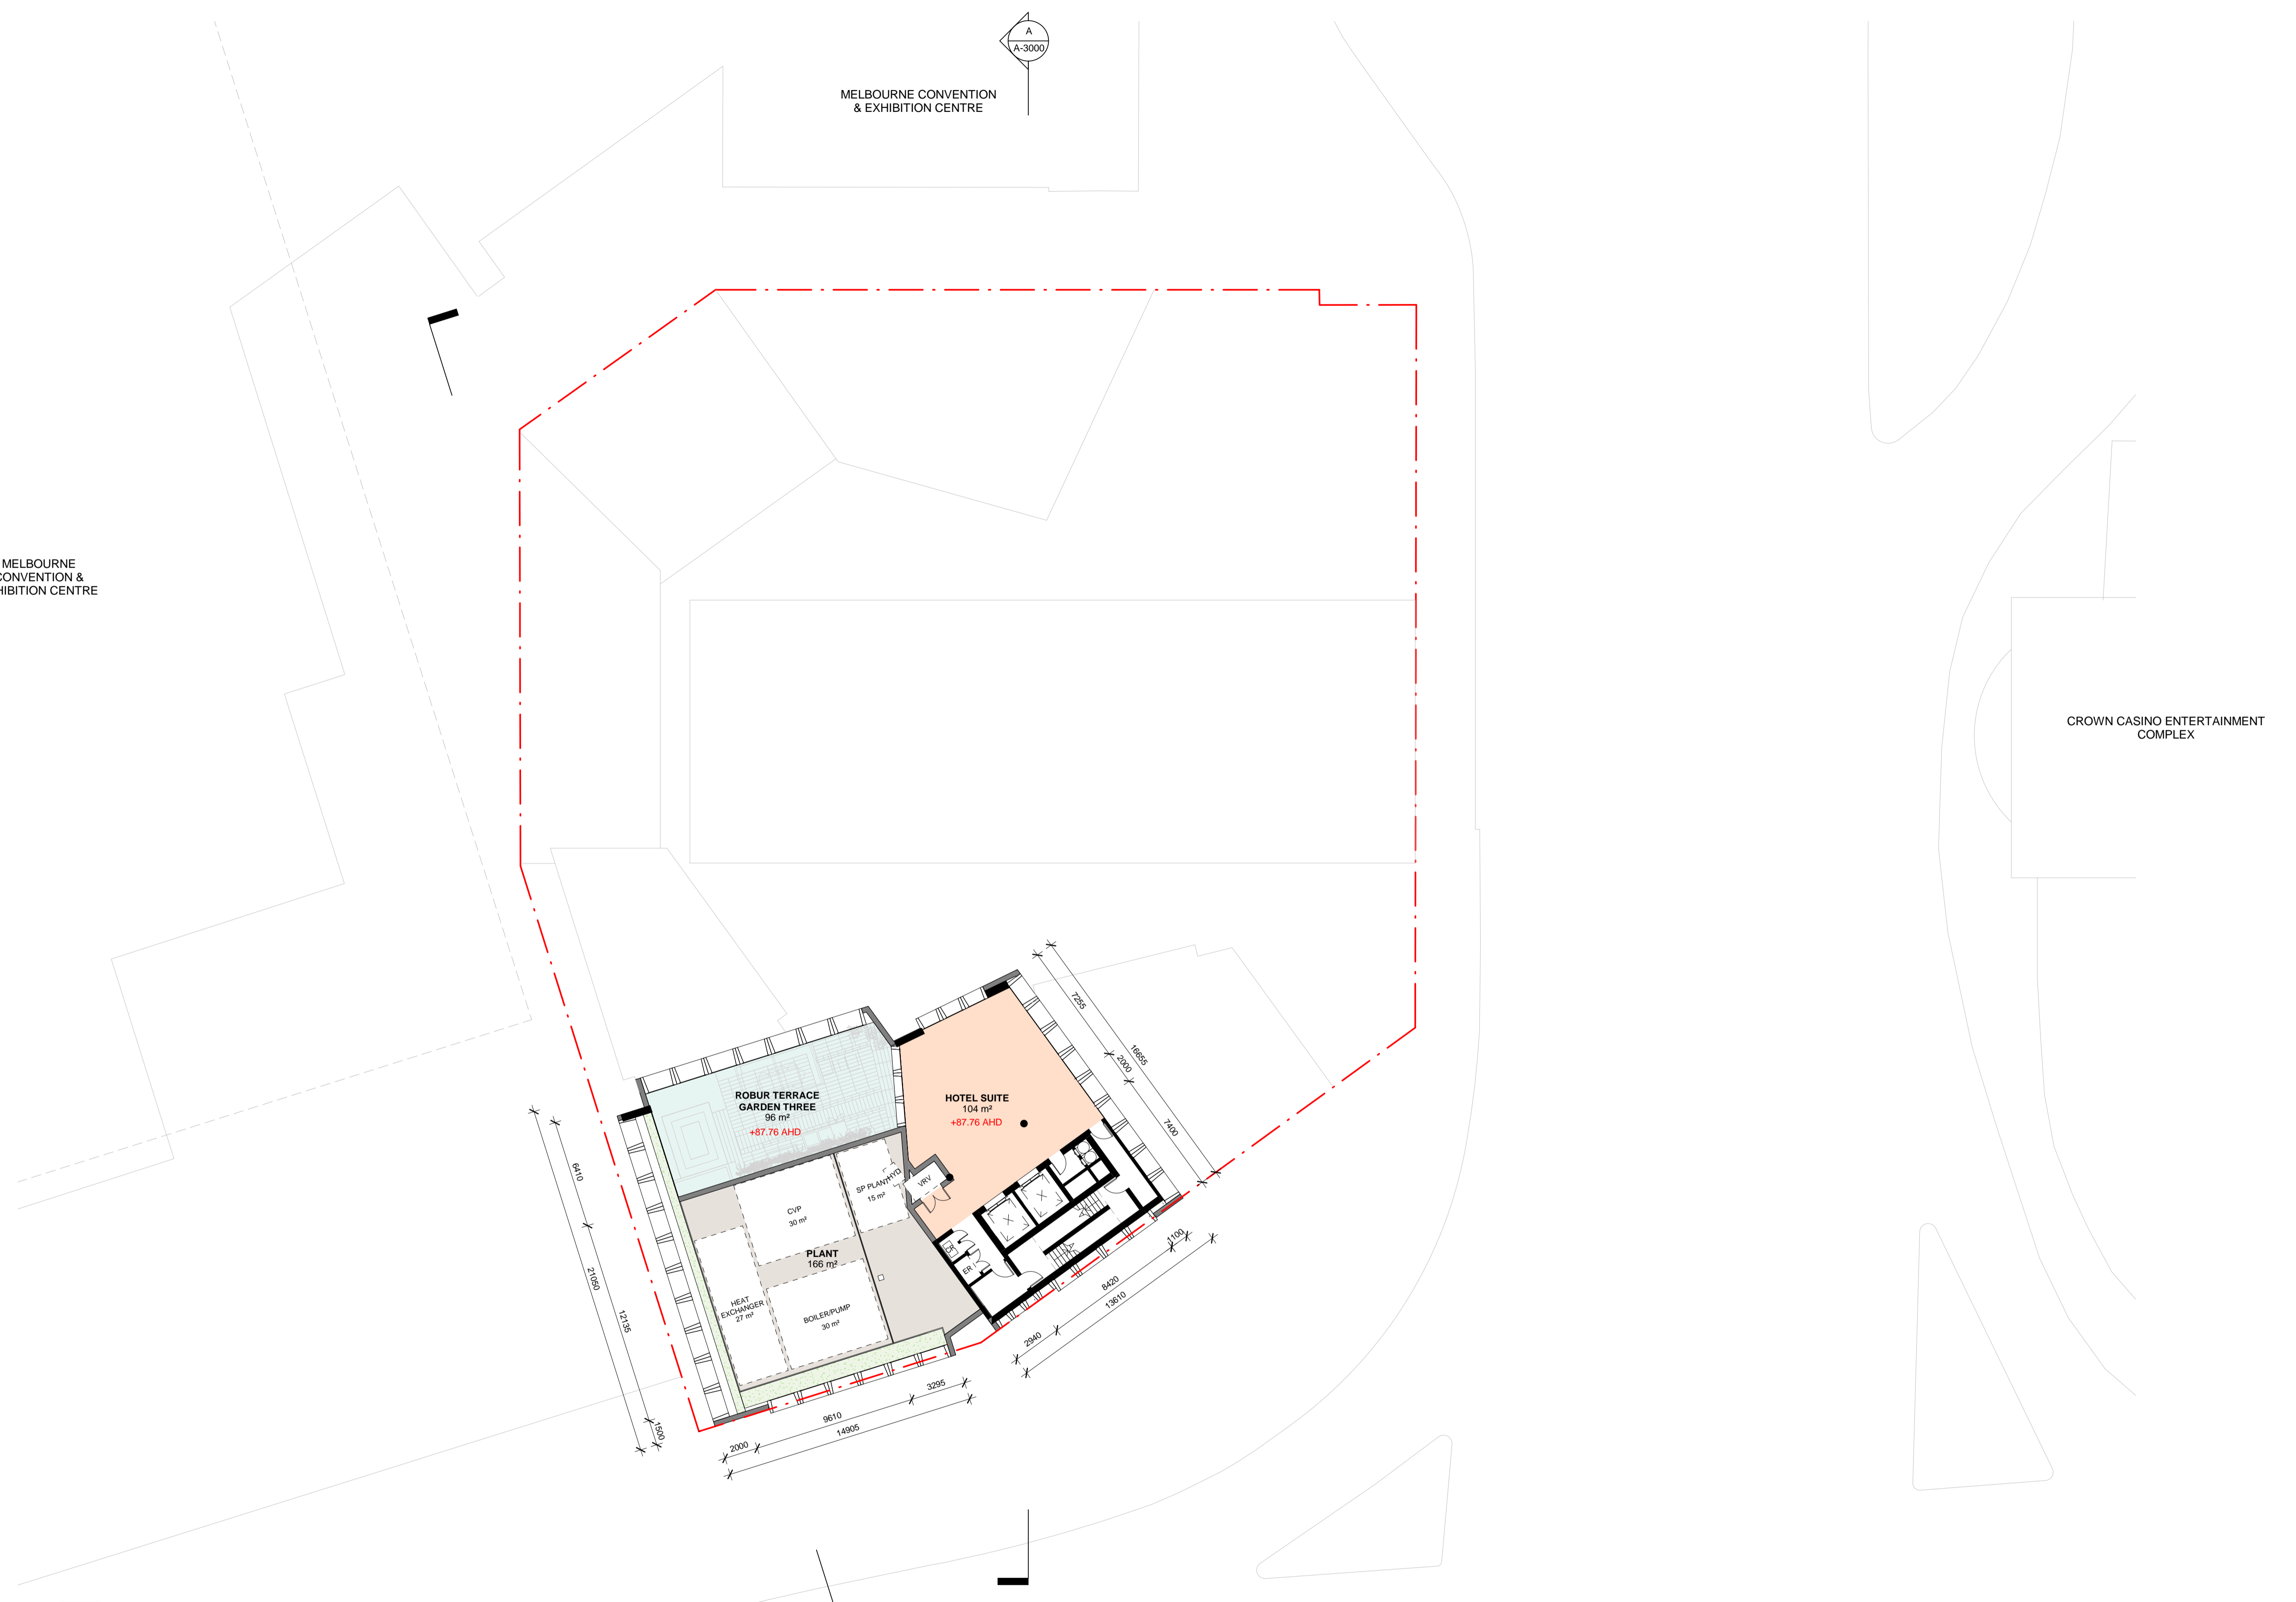 A
A-3000
MELBOURNE CONVENTION
& EXHIBITION CENTRE
MELBOURNE
CONVENTION &
HIBITION CENTRE
CROWN CASINO ENTERTAINMENT
COMPLEX
7255
2000
16655
7400
ROBUR TERRACE
GARDEN THREE
96 m²
+87.76 AHD
HOTEL SUITE
104 m²
+87.76 AHD
SP PLANT
15 m²
HYD
VRV
CVP
30 m²
PLANT
166 m²
HEAT
EXCHANGER
27 m²
BOILER/PUMP
30 m²
ER
6410
21050
12135
1500
1100
8420
13610
2940
3295
9610
14905
2000